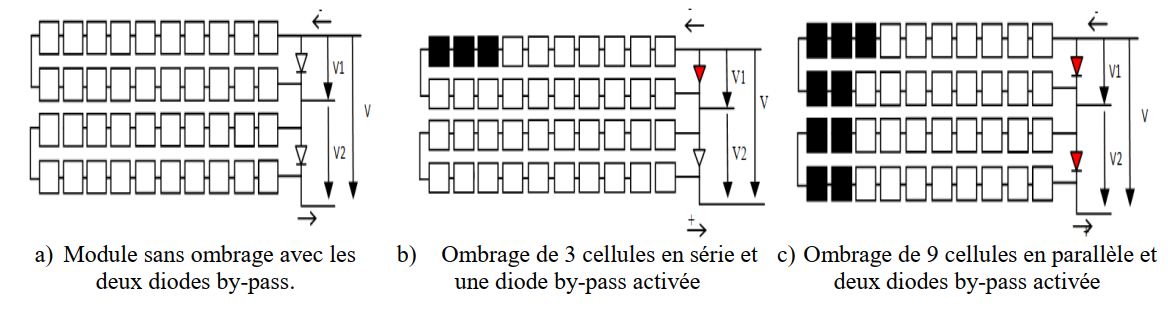 V1
V
V2
V1
V
V2
V1
V
V2
a) Module sans ombrage avec les
deux diodes by-pass.
b) Ombrage de 3 cellules en série et
une diode by-pass activée
c) Ombrage de 9 cellules en parallèle et
deux diodes by-pass activée